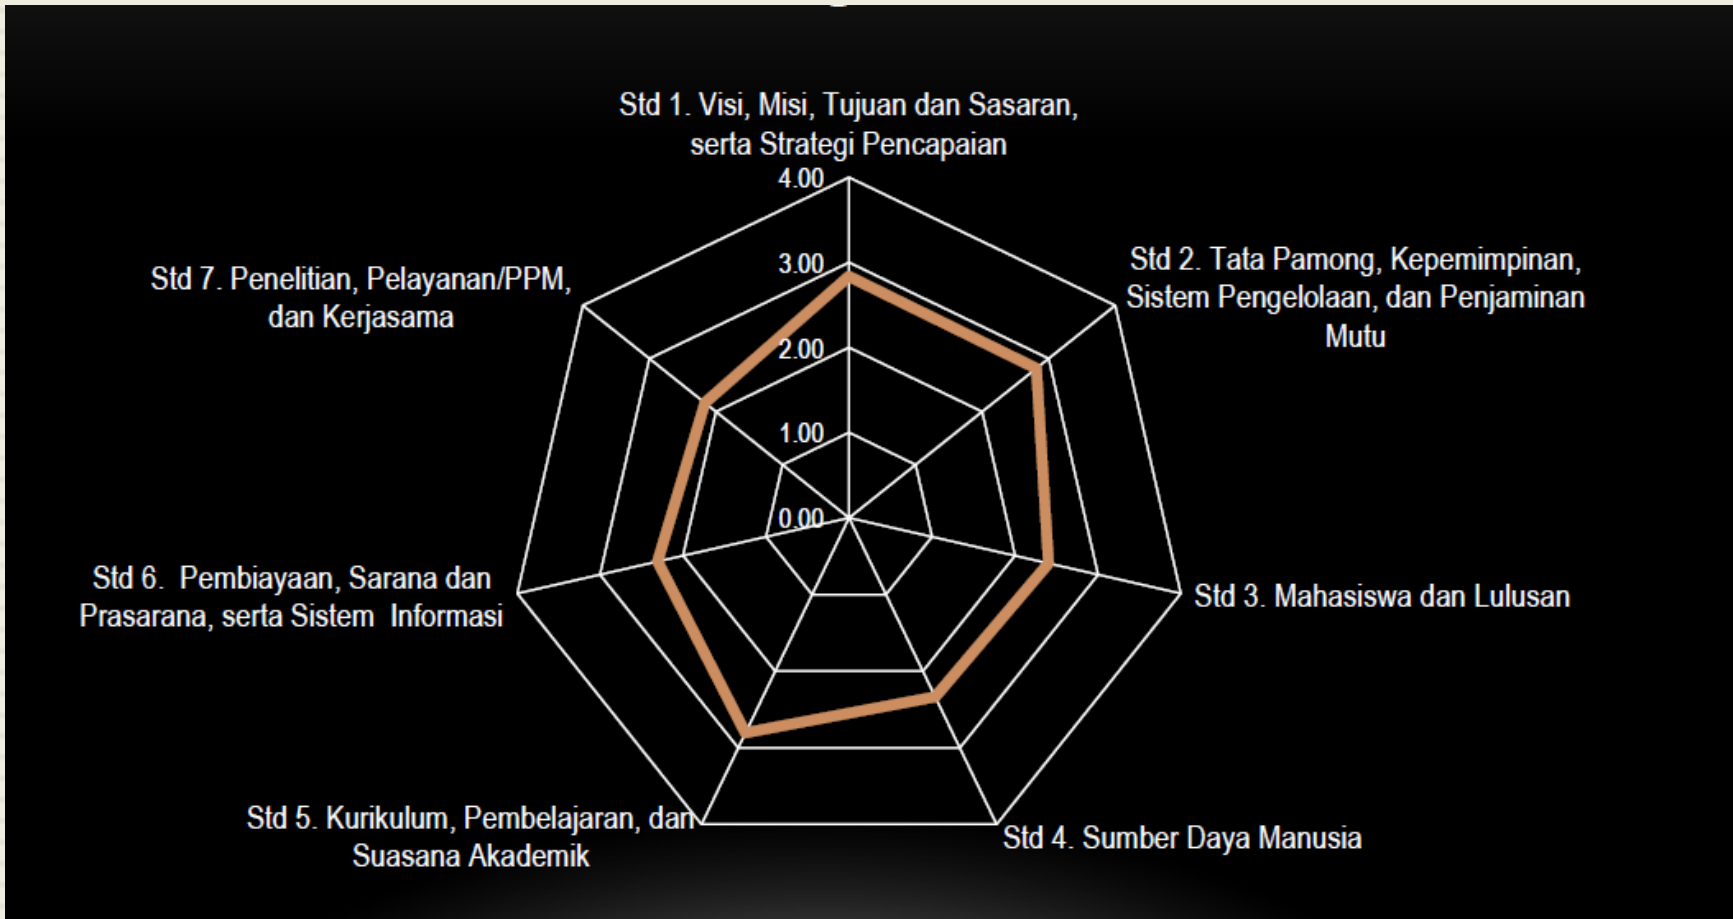 Std 1. Visi, Misi, Tujuan dan Sasaran,
serta Strategi Pencapaian
4.00
3.00
2.00
1.00
0.00
Std 2. Tata Pamong, Kepemimpinan,
Sistem Pengelolaan, dan Penjaminan
Mutu
Std 3. Mahasiswa dan Lulusan
Std 4. Sumber Daya Manusia
Std 5. Kurikulum, Pembelajaran, dan
Suasana Akademik
Std 6.  Pembiayaan, Sarana dan
Prasarana, serta Sistem  Informasi
Std 7. Penelitian, Pelayanan/PPM,
dan Kerjasama